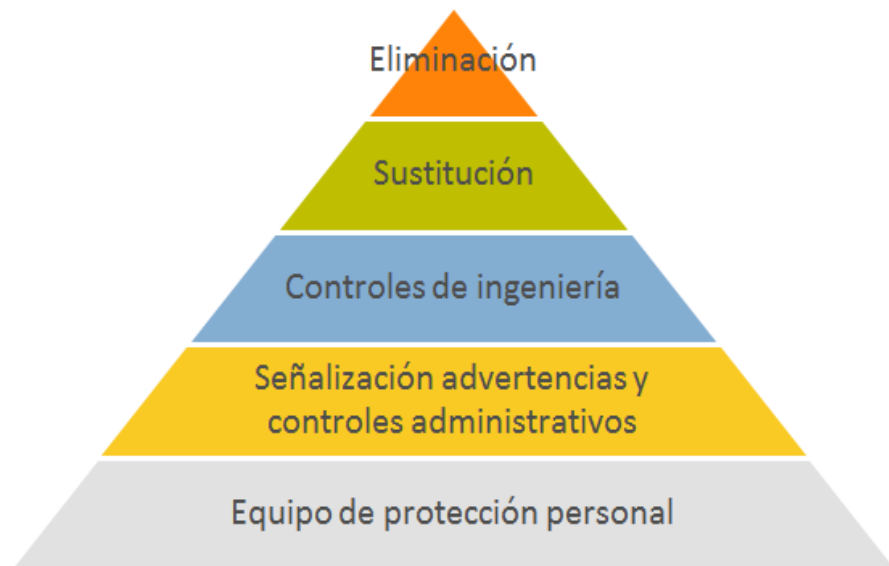 Eliminación
Sustitución
Controles de ingeniería
Señalización advertencias y
controles administrativos
Equipo de protección personal